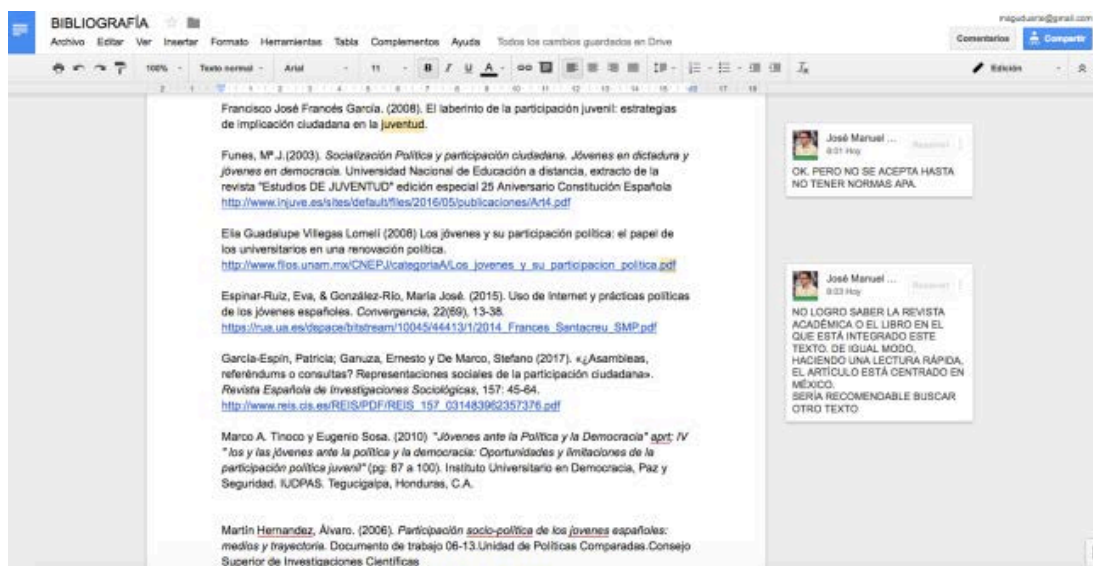 BIBLIOGRAFÍA
msguduarte@gmail.com
Archivo Editar Ver Insertar Formato Herramientas Tabla Complementos Ayuda Todos los cambios guardados en Drive
Comentarios Compartir
100% Texto normal Arial 11 B I U A Edición
Francisco José Francés García. (2008). El laberinto de la participación juvenil: estrategias
de implicación ciudadana en la juventud.
Funes, Mª.J.(2003). Socialización Política y participación ciudadana. Jóvenes en dictadura y
jóvenes en democracia. Universidad Nacional de Educación a distancia, extracto de la
revista "Estudios DE JUVENTUD" edición especial 25 Aniversario Constitución Española
http://www.injuve.es/sites/default/files/2016/05/publicaciones/Art4.pdf
Elia Guadalupe Villegas Lomelí (2008) Los jóvenes y su participación política: el papel de
los universitarios en una renovación política.
http://www.filos.unam.mx/CNEPJ/categoriaA/Los_jovenes_y_su_participacion_politica.pdf
Espinar-Ruiz, Eva, & González-Río, María José. (2015). Uso de Internet y prácticas políticas
de los jóvenes españoles. Convergencia, 22(69), 13-38.
https://rua.ua.es/dspace/bitstream/10045/44413/1/2014_Frances_Santacreu_SMP.pdf
García-Espín, Patricia; Ganuza, Ernesto y De Marco, Stefano (2017). «¿Asambleas,
referéndums o consultas? Representaciones sociales de la participación ciudadana».
Revista Española de Investigaciones Sociológicas, 157: 45-64.
http://www.reis.cis.es/REIS/PDF/REIS_157_031483962357376.pdf
Marco A. Tinoco y Eugenio Sosa. (2010) "Jóvenes ante la Política y la Democracia" aprt: IV
" los y las jóvenes ante la política y la democracia: Oportunidades y limitaciones de la
participación política juvenil" (pg: 87 a 100). Instituto Universitario en Democracia, Paz y
Seguridad. IUDPAS. Tegucigalpa, Honduras, C.A.
Martín Hernandez, Álvaro. (2006). Participación socio-política de los jovenes españoles:
medios y trayectoria. Documento de trabajo 06-13.Unidad de Políticas Comparadas.Consejo
Superior de Investigaciones Científicas
José Manuel ...
8:31 Hoy
OK. PERO NO SE ACEPTA HASTA
NO TENER NORMAS APA.
José Manuel ...
8:33 Hoy
NO LOGRO SABER LA REVISTA
ACADÉMICA O EL LIBRO EN EL
QUE ESTÁ INTEGRADO ESTE
TEXTO. DE IGUAL MODO,
HACIENDO UNA LECTURA RÁPIDA,
EL ARTÍCULO ESTÁ CENTRADO EN
MÉXICO.
SERÍA RECOMENDABLE BUSCAR
OTRO TEXTO